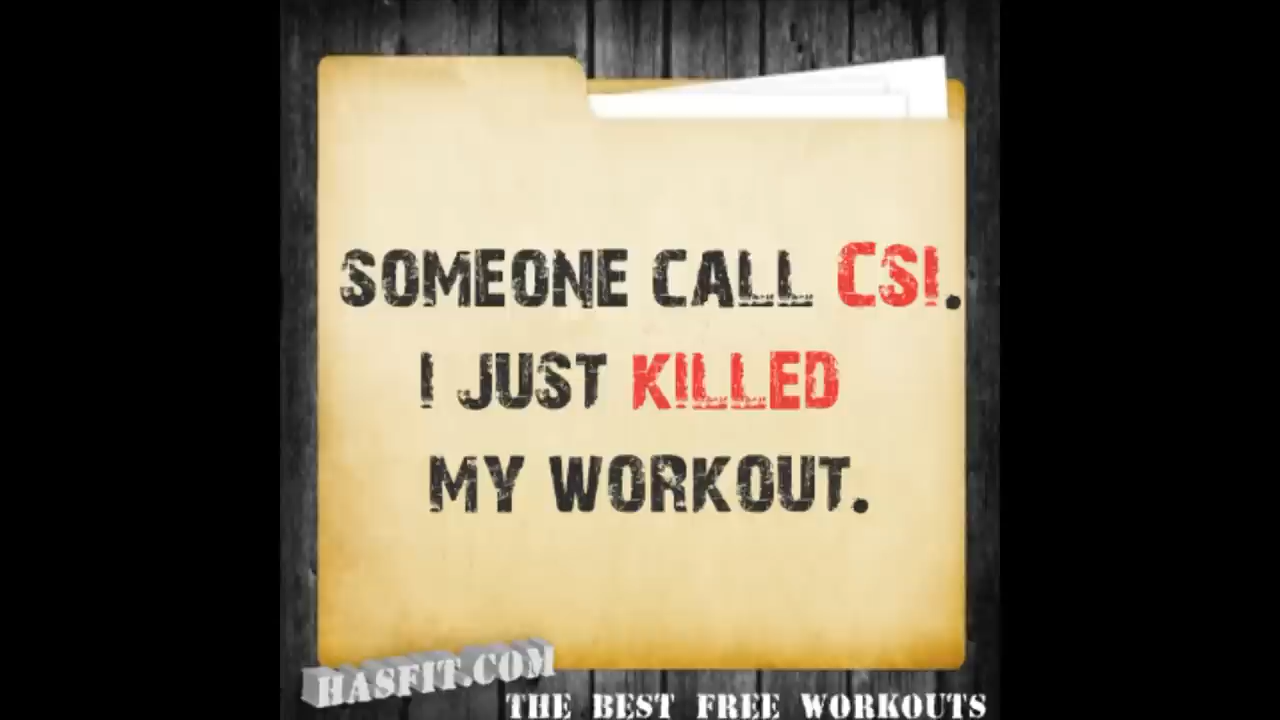 SOMEONE CALL CSI.
I JUST KILLED
MY WORKOUT.
HASFIT.COM
THE BEST FREE WORKOUTS